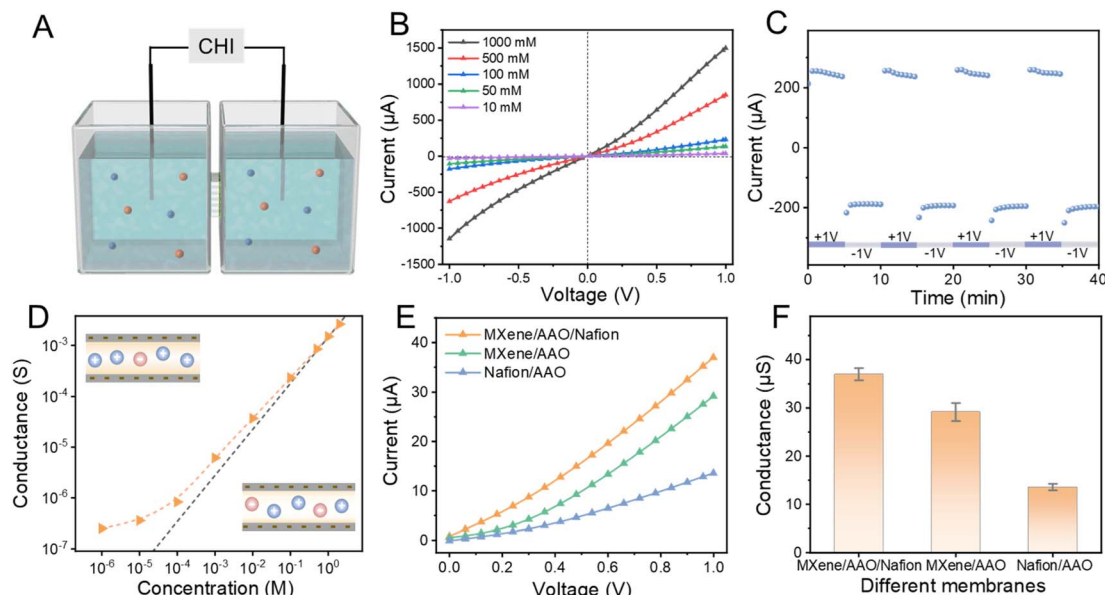 A
CHI
B
Current (µA)
1500
1000
500
0
-500
-1000
1500
1000 mM
500 mM
100 mM
50 mM
10 mM
-1.0
-0.5
0.0
0.5
1.0
Voltage (V)
C
Current (µA)
200
0
-200
+1V
-1V
+1V
-1V
+1V
-1V
+1V
-1V
0
10
20
30
40
Time (min)
D
Conductance (S)
10⁻³
10⁻⁴
10⁻⁵
10⁻⁶
10⁻⁷
10⁻⁶
10⁻⁵
10⁻⁴
10⁻³
10⁻²
10⁻¹
10⁰
Concentration (M)
E
Current (µA)
40
30
20
10
0
MXene/AAO/Nafion
MXene/AAO
Nafion/AAO
0.0
0.2
0.4
0.6
0.8
1.0
Voltage (V)
F
Conductance (µS)
40
30
20
10
0
MXene/AAO/Nafion
MXene/AAO
Nafion/AAO
Different membranes